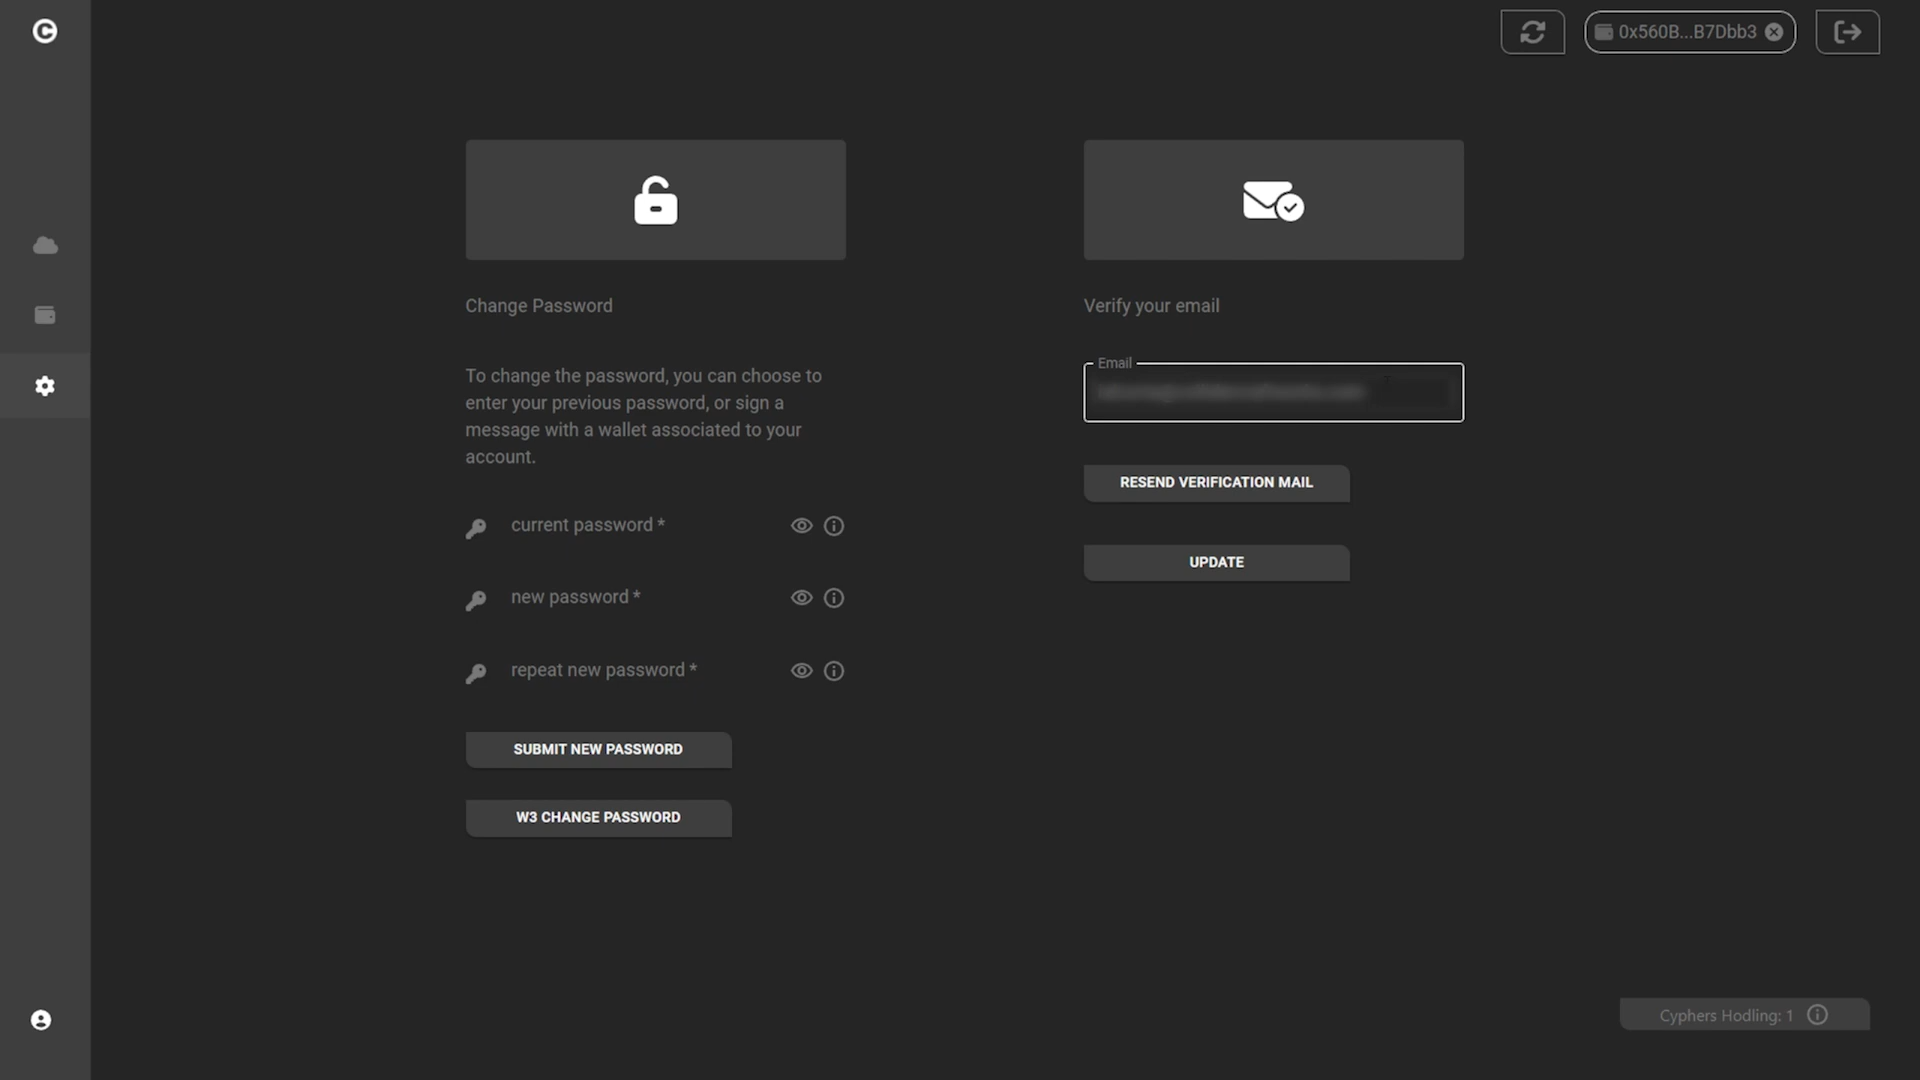 0x560B...B7Dbb3
Change Password
To change the password, you can choose to
enter your previous password, or sign a
message with a wallet associated to your
account.
current password *
new password *
repeat new password *
SUBMIT NEW PASSWORD
W3 CHANGE PASSWORD
Verify your email
Email
RESEND VERIFICATION MAIL
UPDATE
Cyphers Hodling: 1